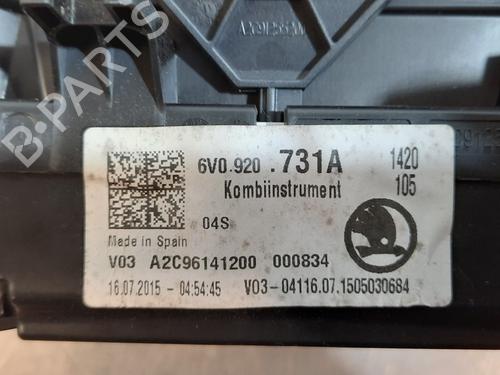 A2C91255200
6V0.920 .731A 1420
Kombiinstrument 105
04S
Made in Spain
V03 A2C96141200 000834
16.07.2015 - 04:54:45 V03-04116.07.1505030684
B-PARTS